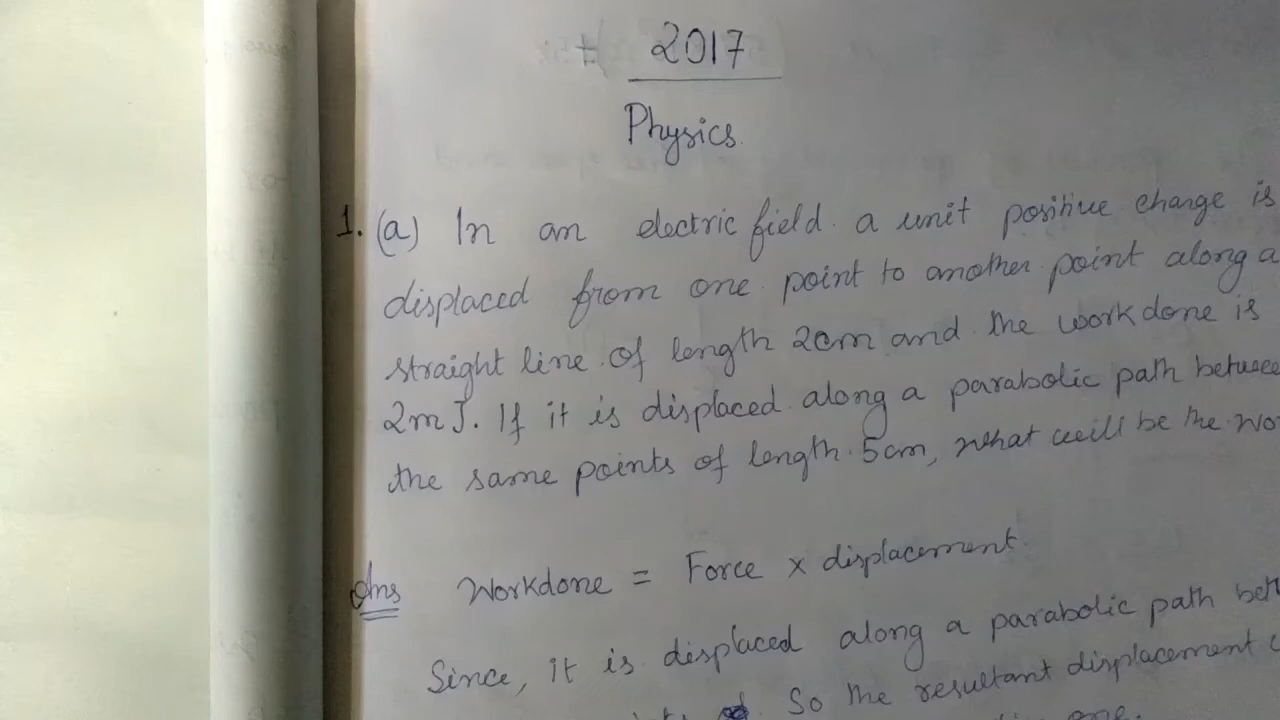 2017
Physics.
1. (a) In an electric field a unit positive charge is
displaced from one point to another point along a
straight line of length 2cm and the workdone is
2mJ. If it is displaced along a parabolic path betwee
the same points of length 5cm, what will be the wo
Ans Workdone = Force × displacement.
Since, it is displaced along a parabolic path bet
So the resultant displacement